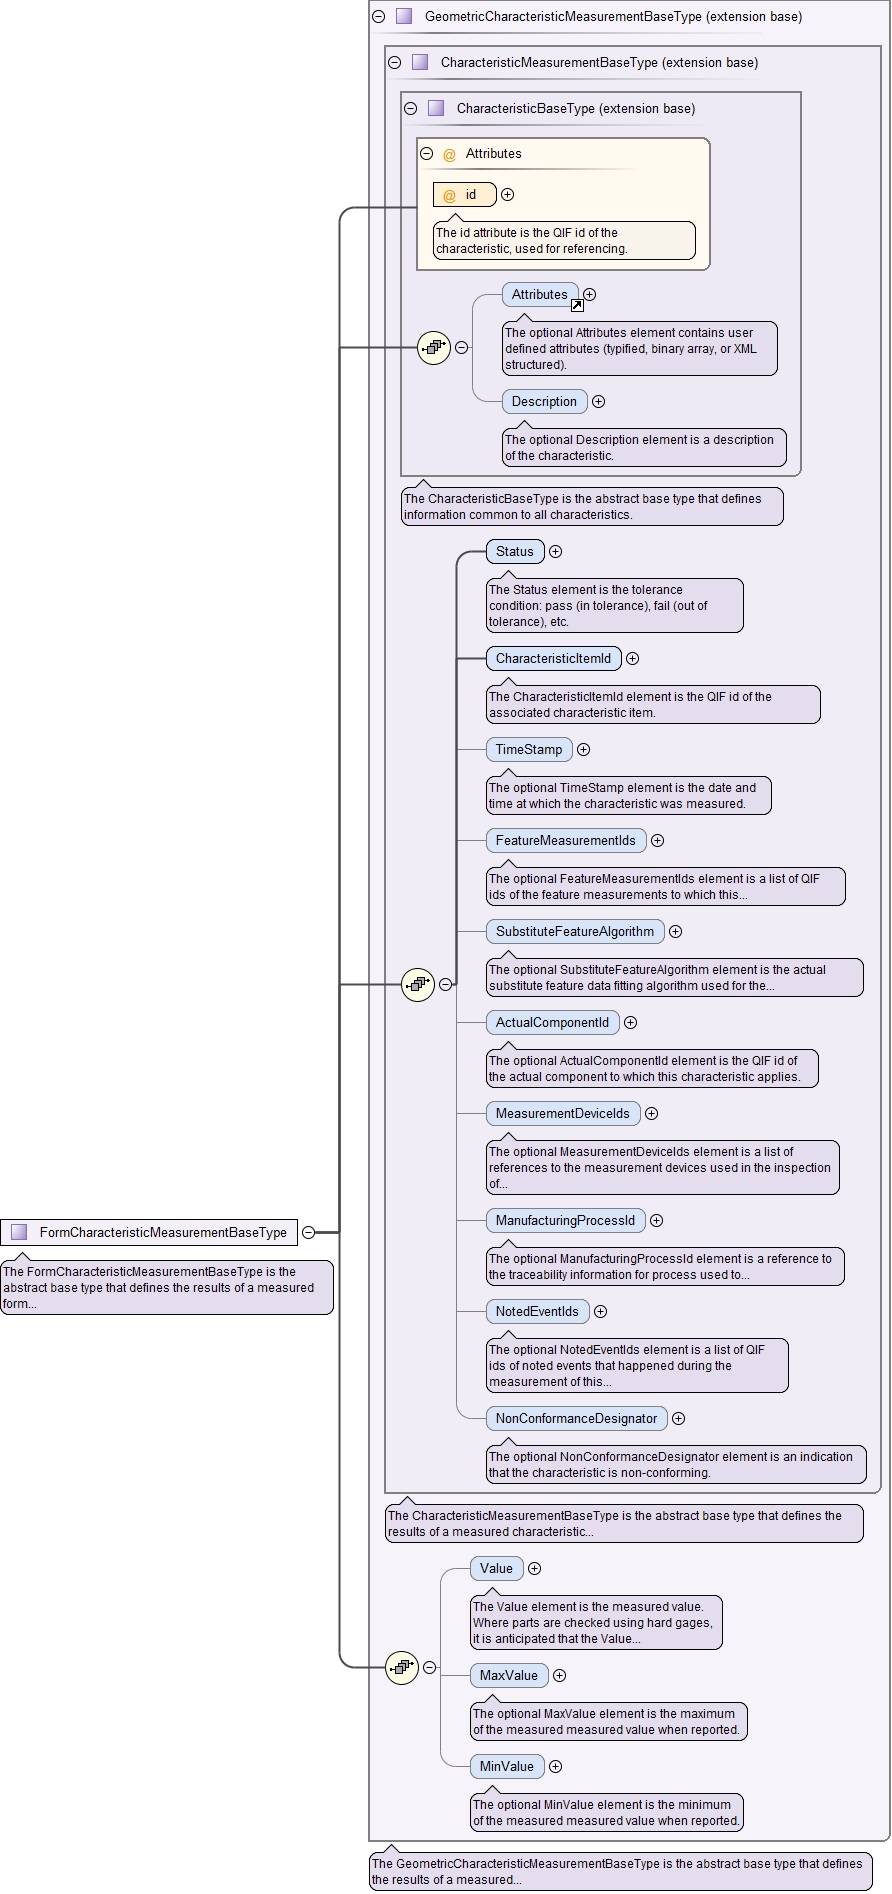 GeometricCharacteristicMeasurementBaseType (extension base)
CharacteristicMeasurementBaseType (extension base)
CharacteristicBaseType (extension base)
@ Attributes
@ id
The id attribute is the QIF id of the
characteristic, used for referencing.
Attributes
The optional Attributes element contains user
defined attributes (typified, binary array, or XML
structured).
Description
The optional Description element is a description
of the characteristic.
The CharacteristicBaseType is the abstract base type that defines
information common to all characteristics.
Status
The Status element is the tolerance
condition: pass (in tolerance), fail (out of
tolerance), etc.
CharacteristicItemId
The CharacteristicItemId element is the QIF id of the
associated characteristic item.
TimeStamp
The optional TimeStamp element is the date and
time at which the characteristic was measured.
FeatureMeasurementIds
The optional FeatureMeasurementIds element is a list of QIF
ids of the feature measurements to which this...
SubstituteFeatureAlgorithm
The optional SubstituteFeatureAlgorithm element is the actual
substitute feature data fitting algorithm used for the...
ActualComponentId
The optional ActualComponentId element is the QIF id of
the actual component to which this characteristic applies.
MeasurementDeviceIds
The optional MeasurementDeviceIds element is a list of
references to the measurement devices used in the inspection
of...
ManufacturingProcessId
The optional ManufacturingProcessId element is a reference to
the traceability information for process used to...
FormCharacteristicMeasurementBaseType
The FormCharacteristicMeasurementBaseType is the
abstract base type that defines the results of a measured
form...
NotedEventIds
The optional NotedEventIds element is a list of QIF
ids of noted events that happened during the
measurement of this...
NonConformanceDesignator
The optional NonConformanceDesignator element is an indication
that the characteristic is non-conforming.
The CharacteristicMeasurementBaseType is the abstract base type that defines the
results of a measured characteristic...
Value
The Value element is the measured value.
Where parts are checked using hard gages,
it is anticipated that the Value...
MaxValue
The optional MaxValue element is the maximum
of the measured measured value when reported.
MinValue
The optional MinValue element is the minimum
of the measured measured value when reported.
The GeometricCharacteristicMeasurementBaseType is the abstract base type that defines
the results of a measured...